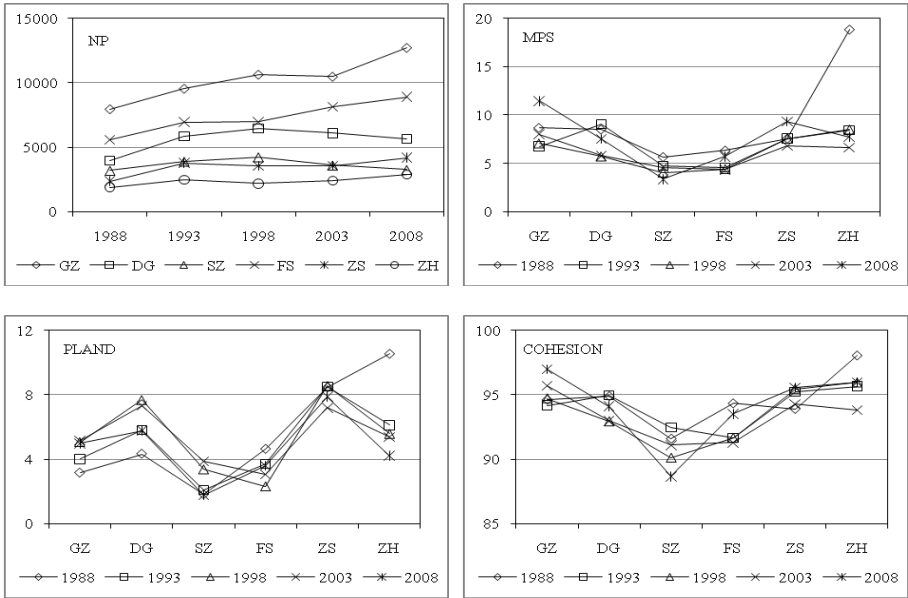 NP
15000
10000
5000
0
1988 1993 1998 2003 2008
GZ DG SZ FS ZS ZH
MPS
20
15
10
5
0
GZ DG SZ FS ZS ZH
1988 1993 1998 2003 2008
PLAND
12
8
4
0
GZ DG SZ FS ZS ZH
1988 1993 1998 2003 2008
COHESION
100
95
90
85
GZ DG SZ FS ZS ZH
1988 1993 1998 2003 2008